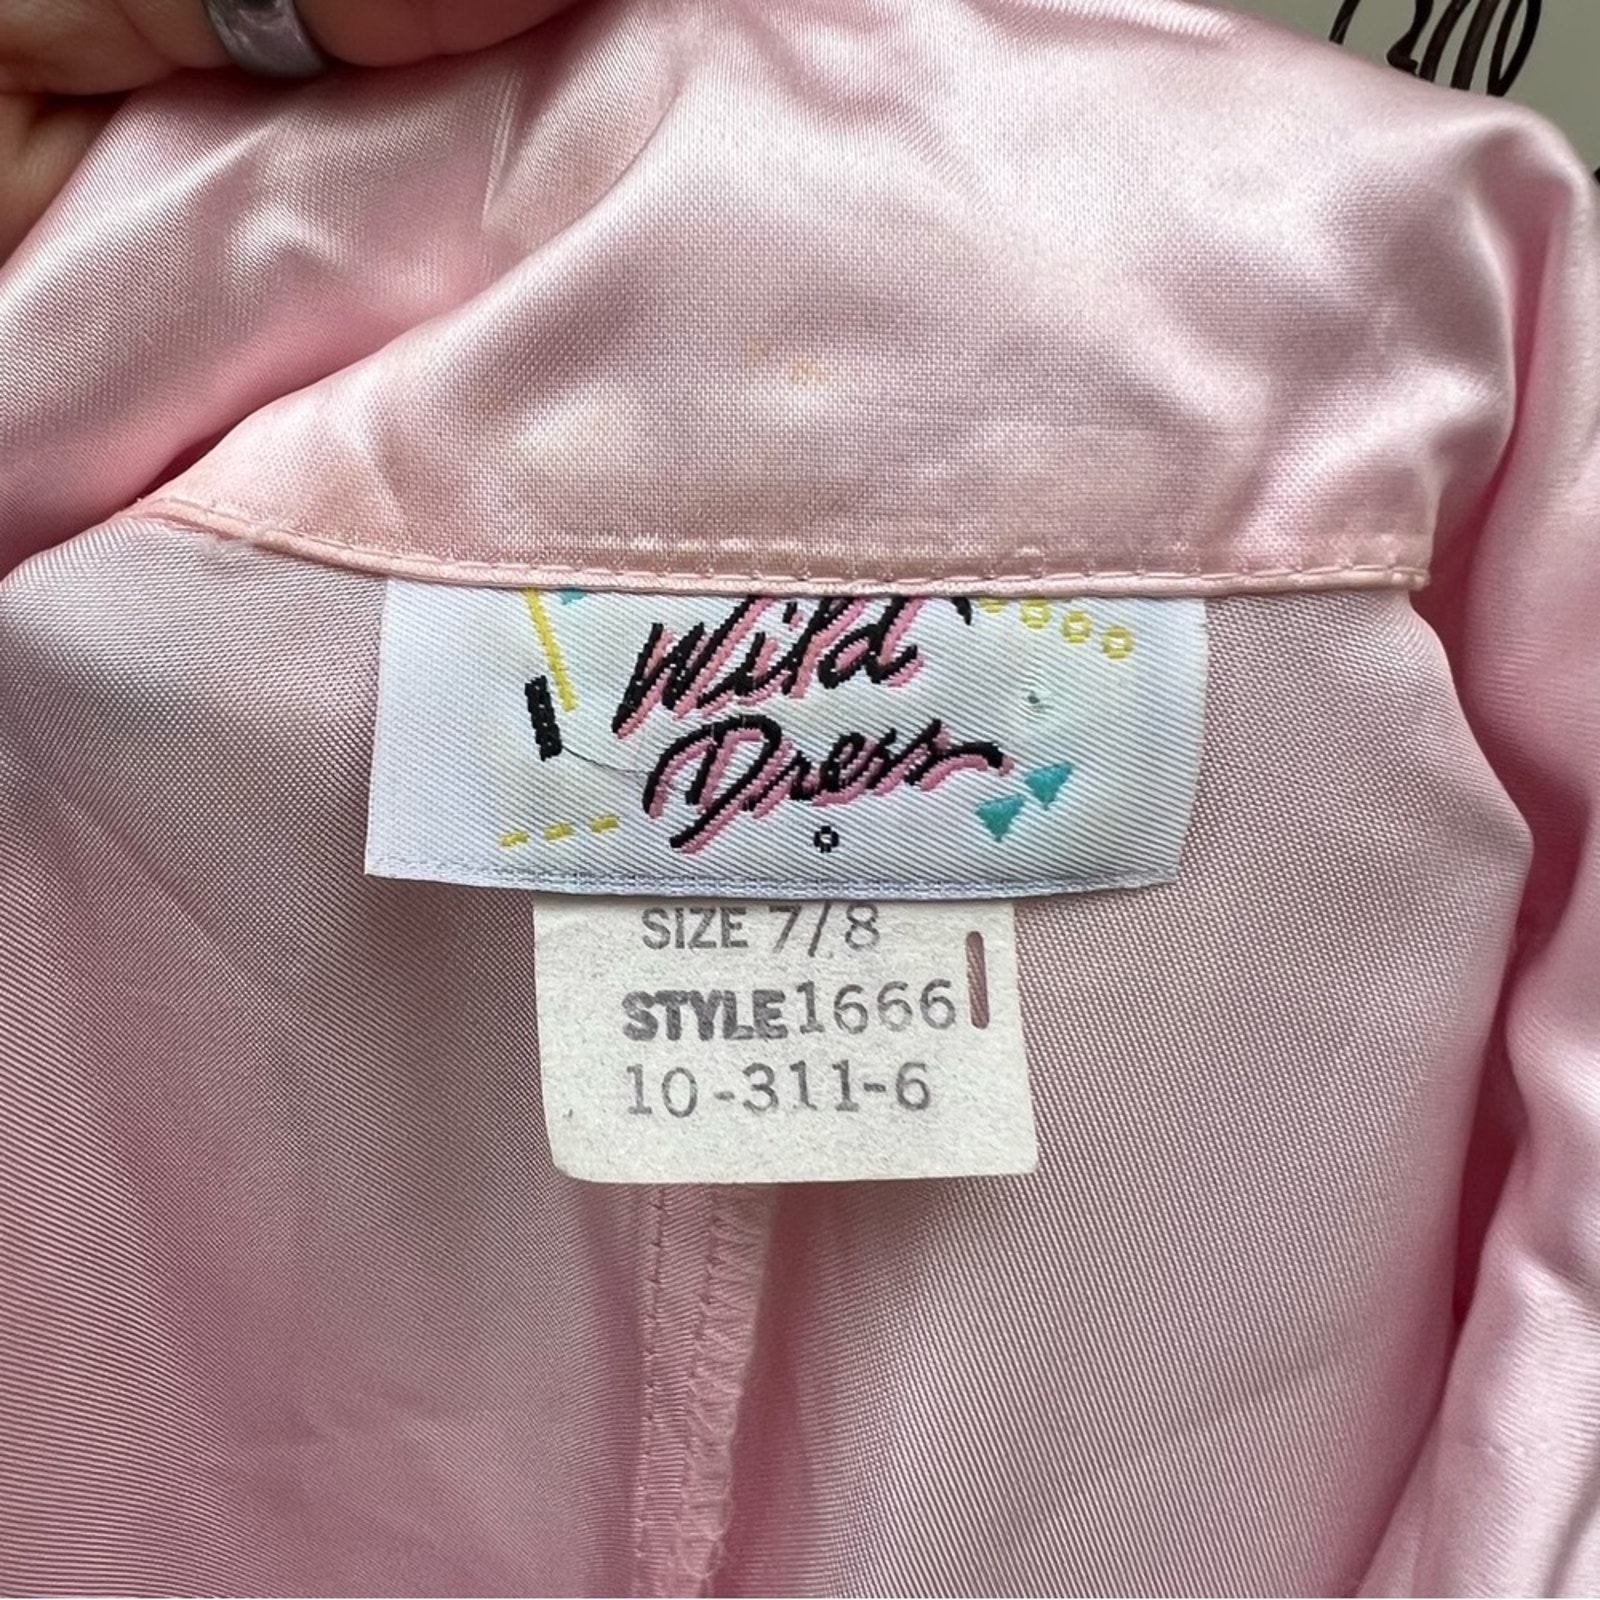 Wild
Dress
SIZE 7/8
STYLE 1666
10-311-6